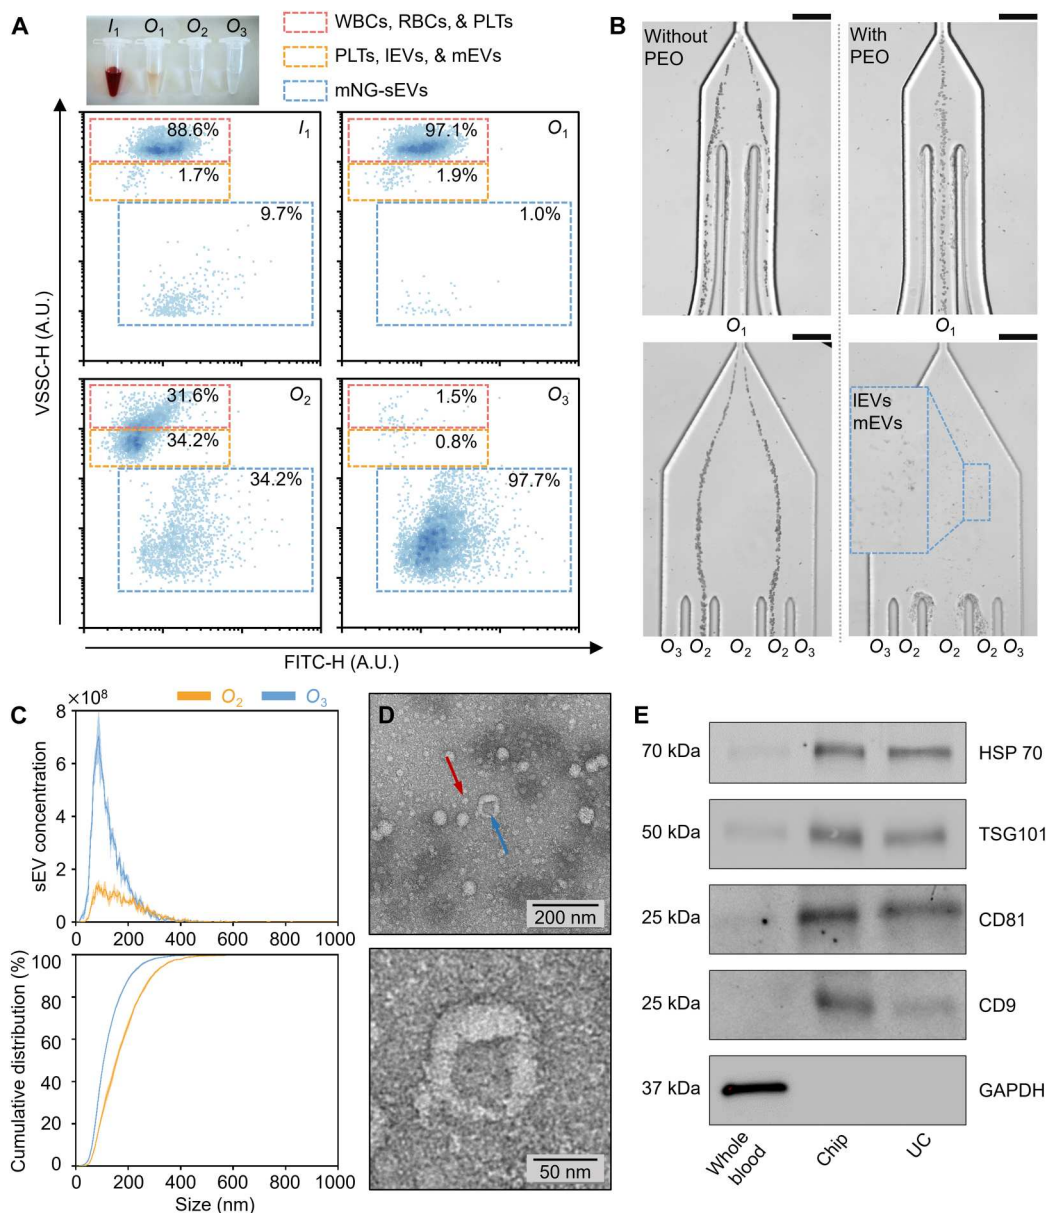 A
I1 O1 O2 O3
WBCs, RBCs, & PLTs
PLTs, lEVs, & mEVs
mNG-sEVs
88.6%
I1
1.7%
9.7%
97.1%
O1
1.9%
1.0%
31.6%
O2
34.2%
34.2%
1.5%
O3
0.8%
97.7%
VSSC-H (A.U.)
FITC-H (A.U.)
B
Without
PEO
With
PEO
O1
O1
lEVs
mEVs
O3 O2 O2 O2 O3
O3 O2 O2 O2 O3
C
×10⁸
O2
O3
8
6
4
2
0
sEV concentration
0 200 400 600 800 1000
100
80
60
40
20
0
Cumulative distribution (%)
0 200 400 600 800 1000
Size (nm)
D
200 nm
50 nm
E
70 kDa
HSP 70
50 kDa
TSG101
25 kDa
CD81
25 kDa
CD9
37 kDa
GAPDH
Whole
blood
Chip
UC